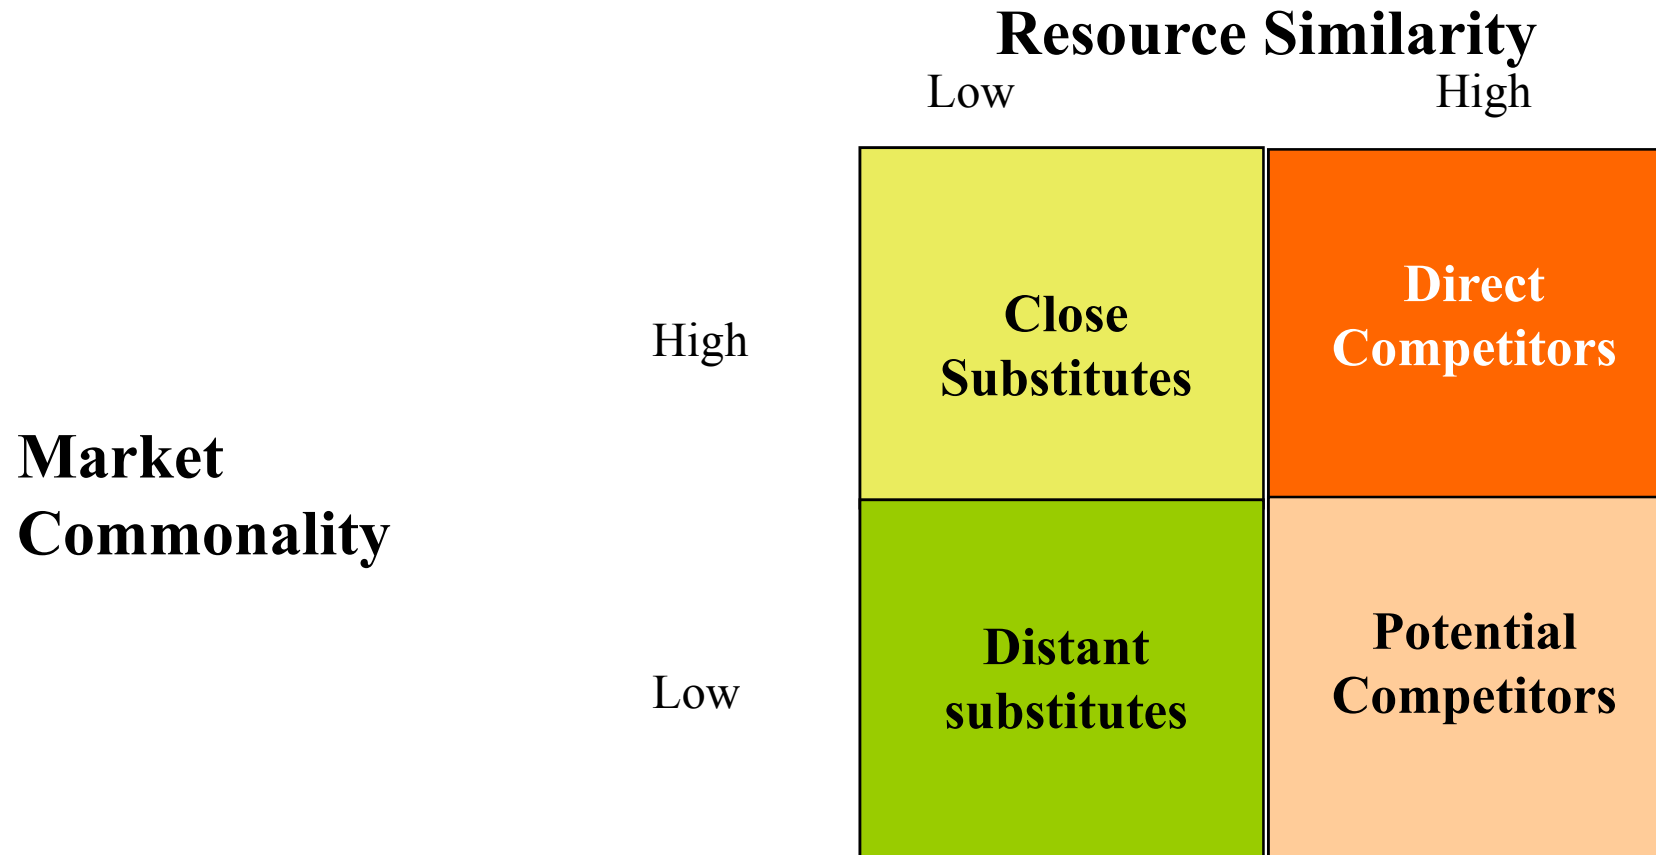 Resource Similarity
Low High
Close
Substitutes
Direct
Competitors
High
Market
Commonality
Distant
substitutes
Potential
Competitors
Low